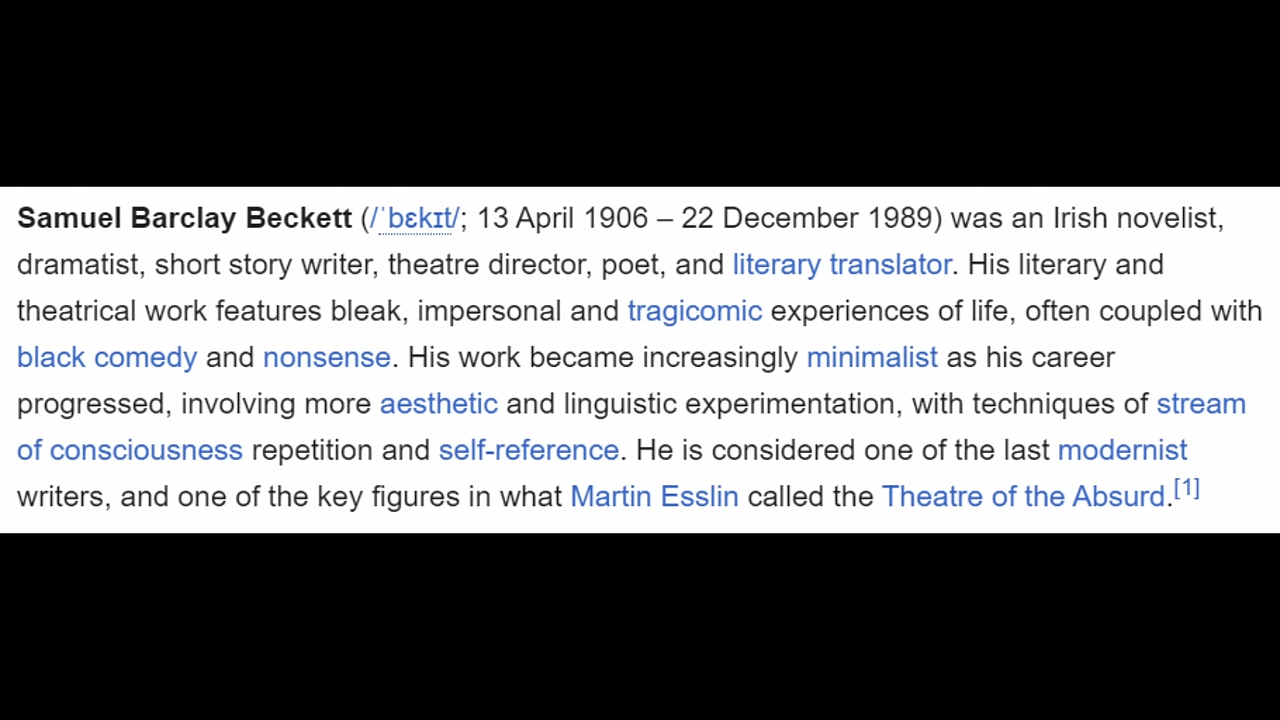 Samuel Barclay Beckett (/ˈbɛkɪt/; 13 April 1906 – 22 December 1989) was an Irish novelist,
dramatist, short story writer, theatre director, poet, and literary translator. His literary and
theatrical work features bleak, impersonal and tragicomic experiences of life, often coupled with
black comedy and nonsense. His work became increasingly minimalist as his career
progressed, involving more aesthetic and linguistic experimentation, with techniques of stream
of consciousness repetition and self-reference. He is considered one of the last modernist
writers, and one of the key figures in what Martin Esslin called the Theatre of the Absurd.[1]